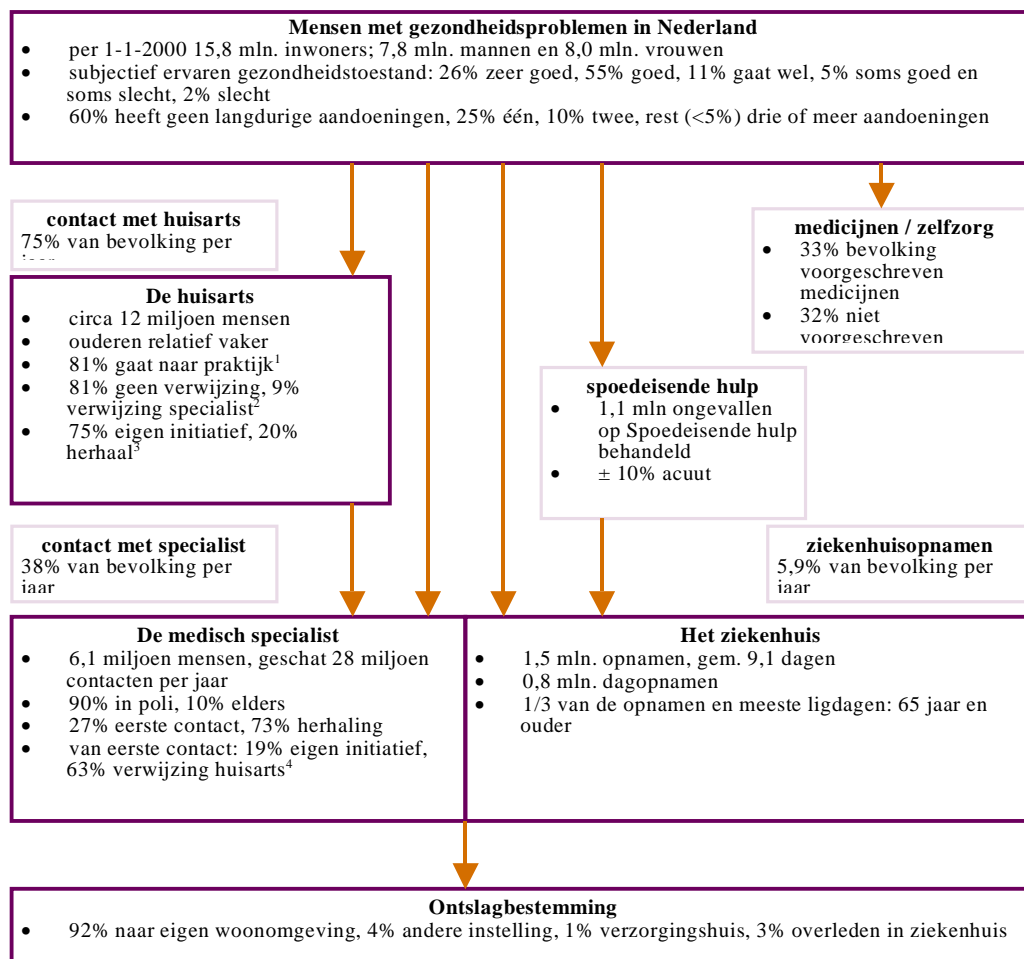 Mensen met gezondheidsproblemen in Nederland
• per 1-1-2000 15,8 mln. inwoners; 7,8 mln. mannen en 8,0 mln. vrouwen
• subjectief ervaren gezondheidstoestand: 26% zeer goed, 55% goed, 11% gaat wel, 5% soms goed en
soms slecht, 2% slecht
• 60% heeft geen langdurige aandoeningen, 25% één, 10% twee, rest (<5%) drie of meer aandoeningen
contact met huisarts
75% van bevolking per
jaar
medicijnen / zelfzorg
• 33% bevolking
voorgeschreven
medicijnen
• 32% niet
voorgeschreven
De huisarts
• circa 12 miljoen mensen
• ouderen relatief vaker
• 81% gaat naar praktijk¹
• 81% geen verwijzing, 9%
verwijzing specialist²
• 75% eigen initiatief, 20%
herhaal³
spoedeisende hulp
• 1,1 mln ongevallen
op Spoedeisende hulp
behandeld
• ± 10% acuut
contact met specialist
38% van bevolking per
jaar
ziekenhuisopnamen
5,9% van bevolking per
jaar
De medisch specialist
• 6,1 miljoen mensen, geschat 28 miljoen
contacten per jaar
• 90% in poli, 10% elders
• 27% eerste contact, 73% herhaling
• van eerste contact: 19% eigen initiatief,
63% verwijzing huisarts⁴
Het ziekenhuis
• 1,5 mln. opnamen, gem. 9,1 dagen
• 0,8 mln. dagopnamen
• 1/3 van de opnamen en meeste ligdagen: 65 jaar en
ouder
Ontslagbestemming
• 92% naar eigen woonomgeving, 4% andere instelling, 1% verzorgingshuis, 3% overleden in ziekenhuis